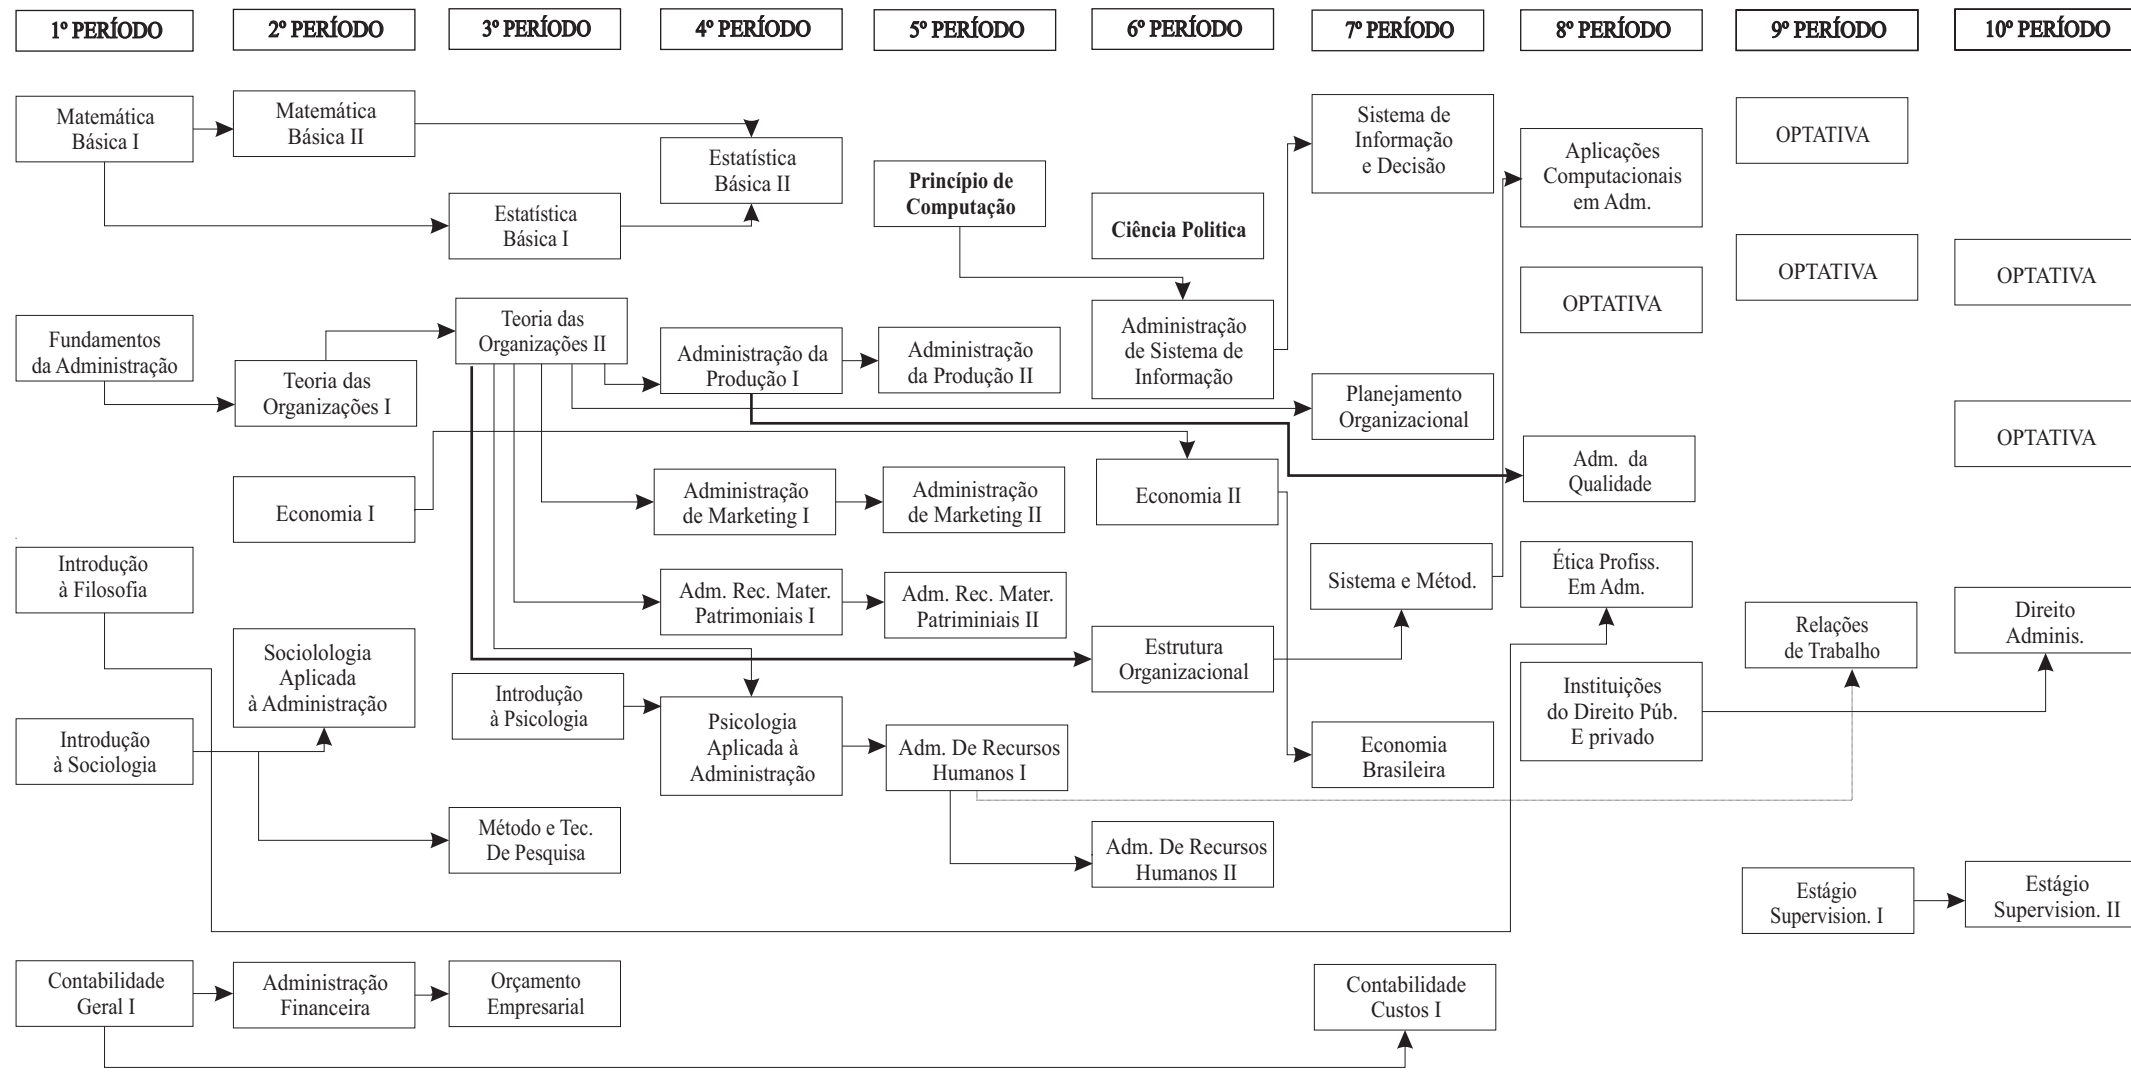 1º PERÍODO
2º PERÍODO
3º PERÍODO
4º PERÍODO
5º PERÍODO
6º PERÍODO
7º PERÍODO
8º PERÍODO
9º PERÍODO
10º PERÍODO
Matemática
Básica I
Fundamentos
da Administração
Introdução
à Filosofia
Introdução
à Sociologia
Contabilidade
Geral I
Matemática
Básica II
Teoria das
Organizações I
Economia I
Sociolologia
Aplicada
à Administração
Administração
Financeira
Estatística
Básica I
Teoria das
Organizações II
Introdução
à Psicologia
Método e Tec.
De Pesquisa
Orçamento
Empresarial
Estatística
Básica II
Administração da
Produção I
Administração
de Marketing I
Adm. Rec. Mater.
Patrimoniais I
Psicologia
Aplicada à
Administração
Princípio de
Computação
Administração
da Produção II
Administração
de Marketing II
Adm. Rec. Mater.
Patriminiais II
Adm. De Recursos
Humanos I
Ciência Politica
Administração
de Sistema de
Informação
Economia II
Estrutura
Organizacional
Adm. De Recursos
Humanos II
Sistema de
Informação
e Decisão
Planejamento
Organizacional
Sistema e Métod.
Economia
Brasileira
Contabilidade
Custos I
Aplicações
Computacionais
em Adm.
OPTATIVA
Adm. da
Qualidade
Ética Profiss.
Em Adm.
Instituições
do Direito Púb.
E privado
OPTATIVA
OPTATIVA
Relações
de Trabalho
Estágio
Supervision. I
OPTATIVA
OPTATIVA
Direito
Adminis.
Estágio
Supervision. II